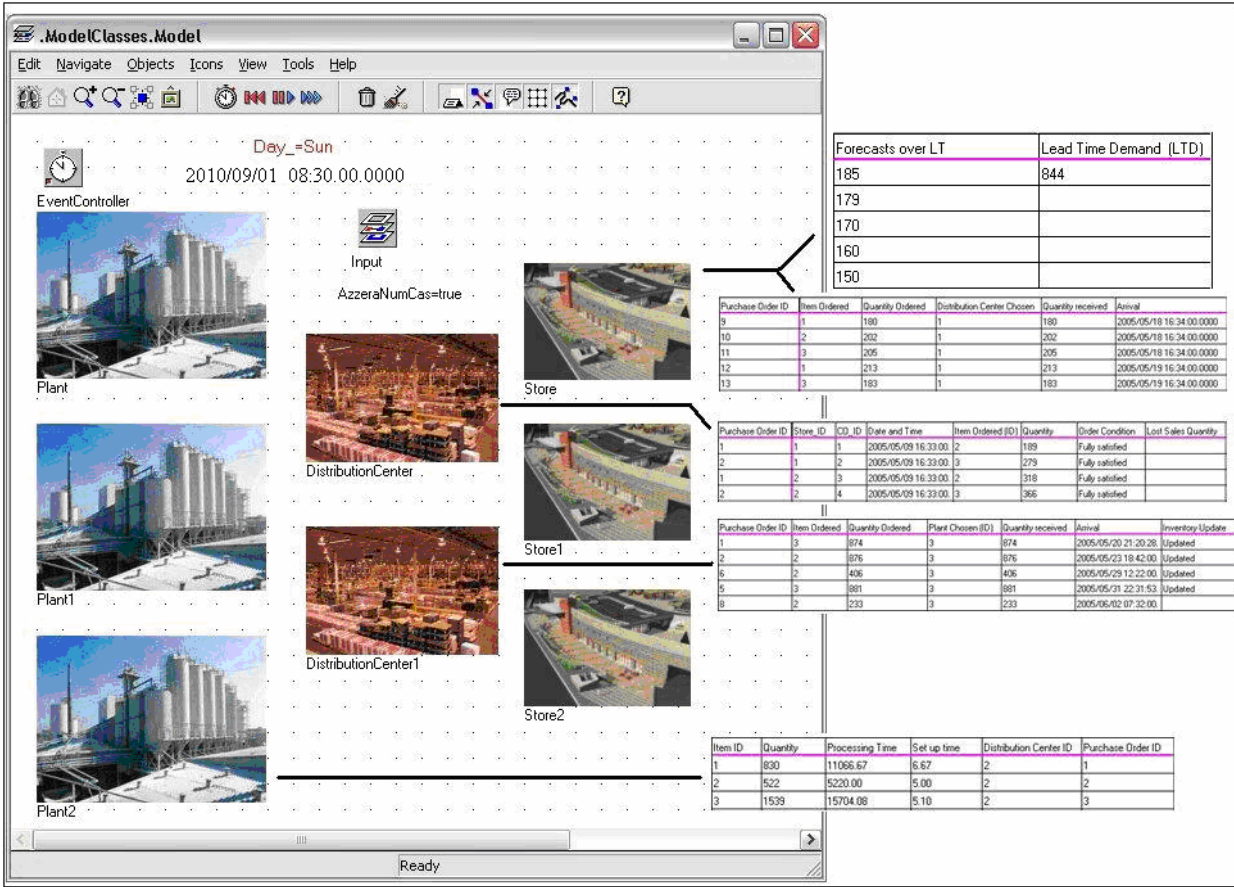 .ModelClasses.Model
Edit Navigate Objects Icons View Tools Help
Day_=Sun
2010/09/01 08:30.00.0000
EventController
Input
AzzeraNumCas=true
Plant
Plant1
Plant2
DistributionCenter
DistributionCenter1
Store
Store1
Store2
Forecasts over LT Lead Time Demand (LTD)
185 844
179
170
160
150
Purchase Order ID Item Ordered Quantity Ordered Distribution Center Chosen Quantity received Arrival
9 1 180 1 180 2005/05/18 16:34:00.0000
10 2 202 1 202 2005/05/18 16:34:00.0000
11 3 205 1 205 2005/05/18 16:34:00.0000
12 1 213 1 213 2005/05/19 16:34:00.0000
13 3 183 1 183 2005/05/19 16:34:00.0000
Purchase Order ID Store_ID CO_ID Date and Time Item Ordered (ID) Quantity Order Condition Lost Sales Quantity
1 1 1 2005/05/09 16:33:00. 2 189 Fully satisfied
2 1 2 2005/05/09 16:33:00. 3 279 Fully satisfied
1 2 3 2005/05/09 16:33:00. 2 318 Fully satisfied
2 2 4 2005/05/09 16:33:00. 3 366 Fully satisfied
Purchase Order ID Item Ordered Quantity Ordered Plant Chosen (ID) Quantity received Arrival Inventory Update
1 3 874 3 874 2005/05/20 21:20:28. Updated
2 2 876 3 876 2005/05/23 18:42:00. Updated
6 2 406 3 406 2005/05/29 12:22:00. Updated
5 3 881 3 881 2005/05/31 22:31:53. Updated
8 2 233 3 233 2005/06/02 07:32:00.
Item ID Quantity Processing Time Set up time Distribution Center ID Purchase Order ID
1 830 11066.67 6.67 2 1
2 522 5220.00 5.00 2 2
3 1539 15704.08 5.10 2 3
Ready